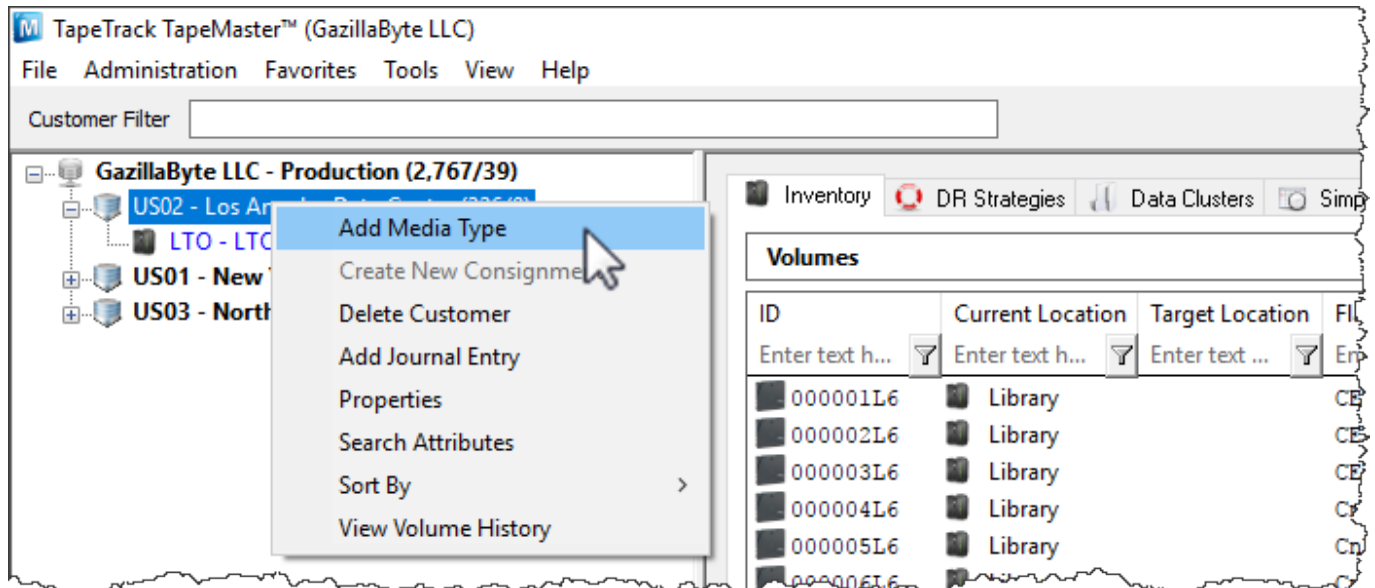 TapeTrack TapeMaster™ (GazillaByte LLC)
File Administration Favorites Tools View Help
Customer Filter
GazillaByte LLC - Production (2,767/39)
US02 - Los
LTO - LTO
US01 - New
US03 - North
Add Media Type
Create New
Delete Customer
Add Journal Entry
Properties
Search Attributes
Sort By >
View Volume History
Inventory DR Strategies Data Clusters
Volumes
ID Current Location Target Location
Enter text h... Enter text h... Enter text ...
000001L6 Library
000002L6 Library
000003L6 Library
000004L6 Library
000005L6 Library